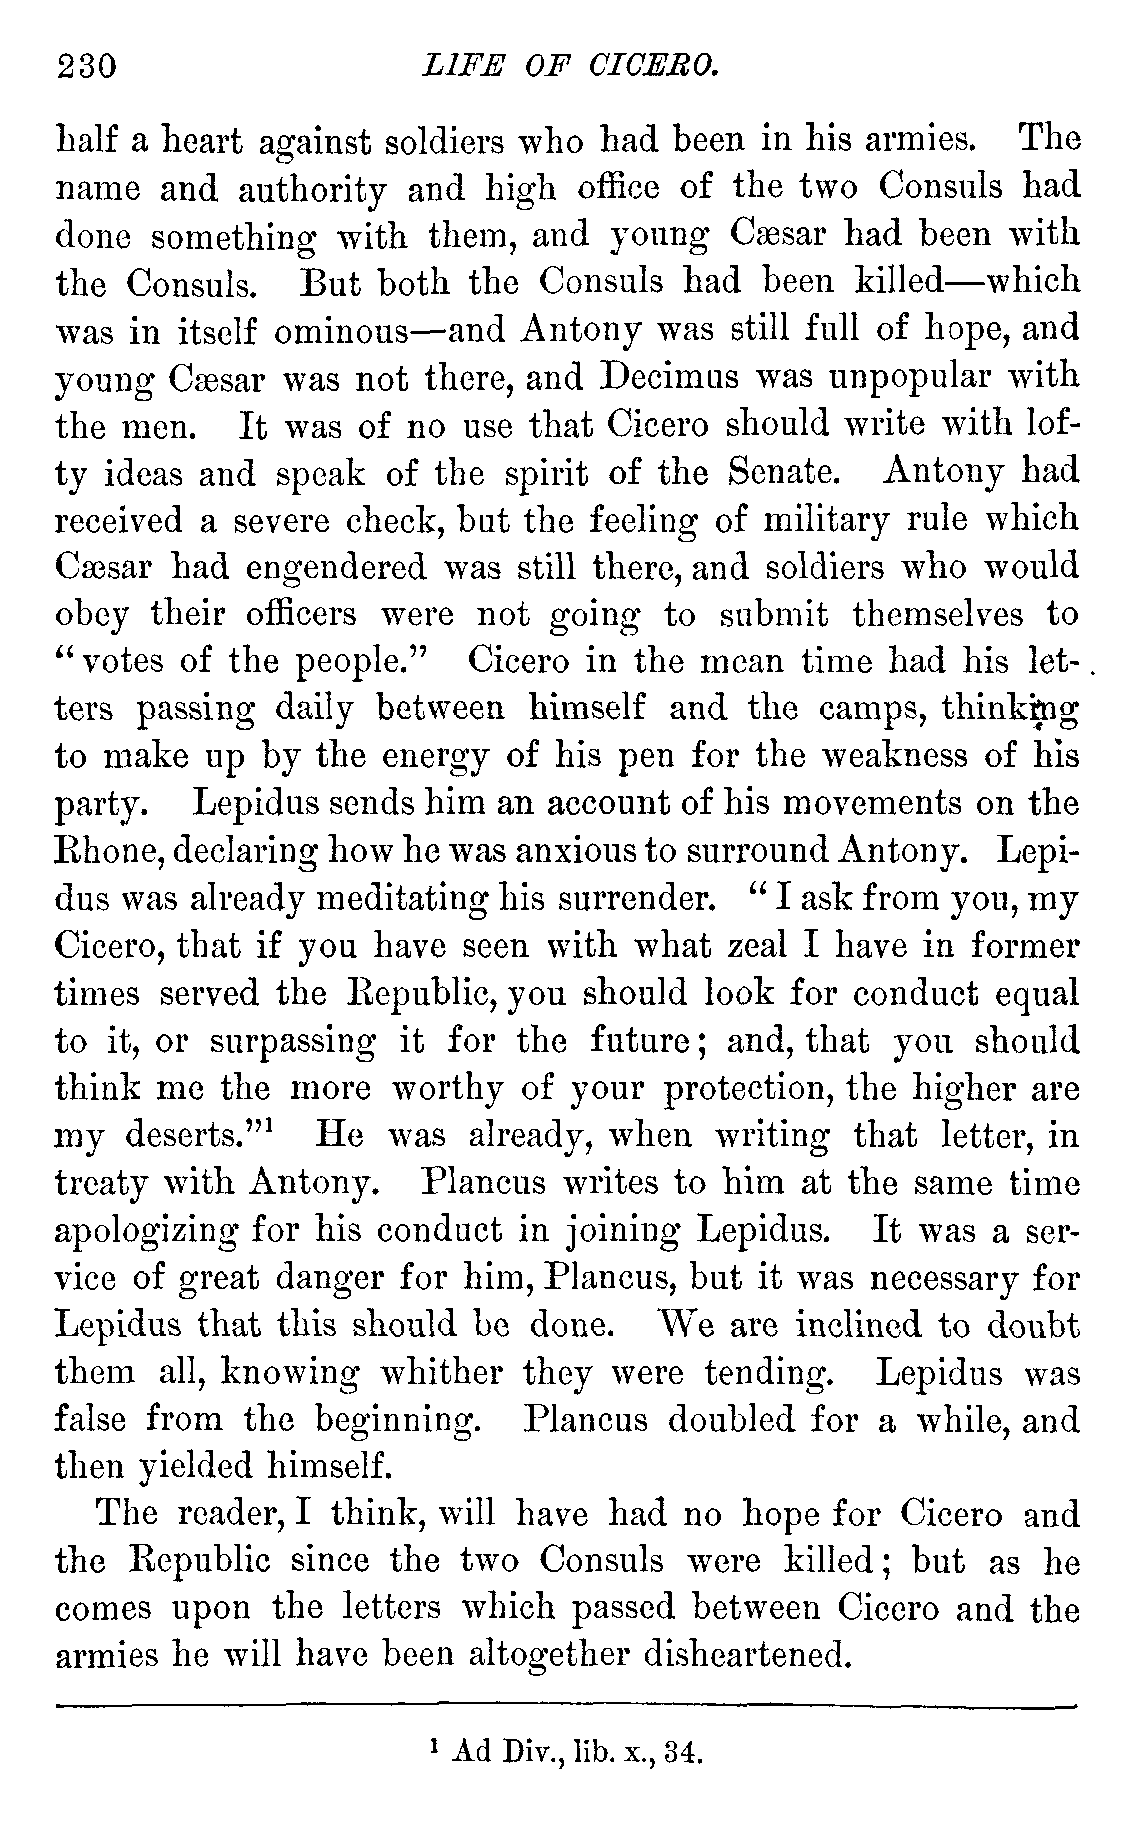 230 LIFE OF CICERO.
half a heart against soldiers who had been in his armies. The
name and authority and high office of the two Consuls had
done something with them, and young Cæsar had been with
the Consuls. But both the Consuls had been killed—which
was in itself ominous—and Antony was still full of hope, and
young Cæsar was not there, and Decimus was unpopular with
the men. It was of no use that Cicero should write with lof-
ty ideas and speak of the spirit of the Senate. Antony had
received a severe check, but the feeling of military rule which
Cæsar had engendered was still there, and soldiers who would
obey their officers were not going to submit themselves to
“votes of the people.” Cicero in the mean time had his let-
ters passing daily between himself and the camps, thinking
to make up by the energy of his pen for the weakness of his
party. Lepidus sends him an account of his movements on the
Rhone, declaring how he was anxious to surround Antony. Lepi-
dus was already meditating his surrender. “I ask from you, my
Cicero, that if you have seen with what zeal I have in former
times served the Republic, you should look for conduct equal
to it, or surpassing it for the future; and, that you should
think me the more worthy of your protection, the higher are
my deserts.”¹ He was already, when writing that letter, in
treaty with Antony. Plancus writes to him at the same time
apologizing for his conduct in joining Lepidus. It was a ser-
vice of great danger for him, Plancus, but it was necessary for
Lepidus that this should be done. We are inclined to doubt
them all, knowing whither they were tending. Lepidus was
false from the beginning. Plancus doubled for a while, and
then yielded himself.
The reader, I think, will have had no hope for Cicero and
the Republic since the two Consuls were killed; but as he
comes upon the letters which passed between Cicero and the
armies he will have been altogether disheartened.
¹ Ad Div., lib. x., 34.